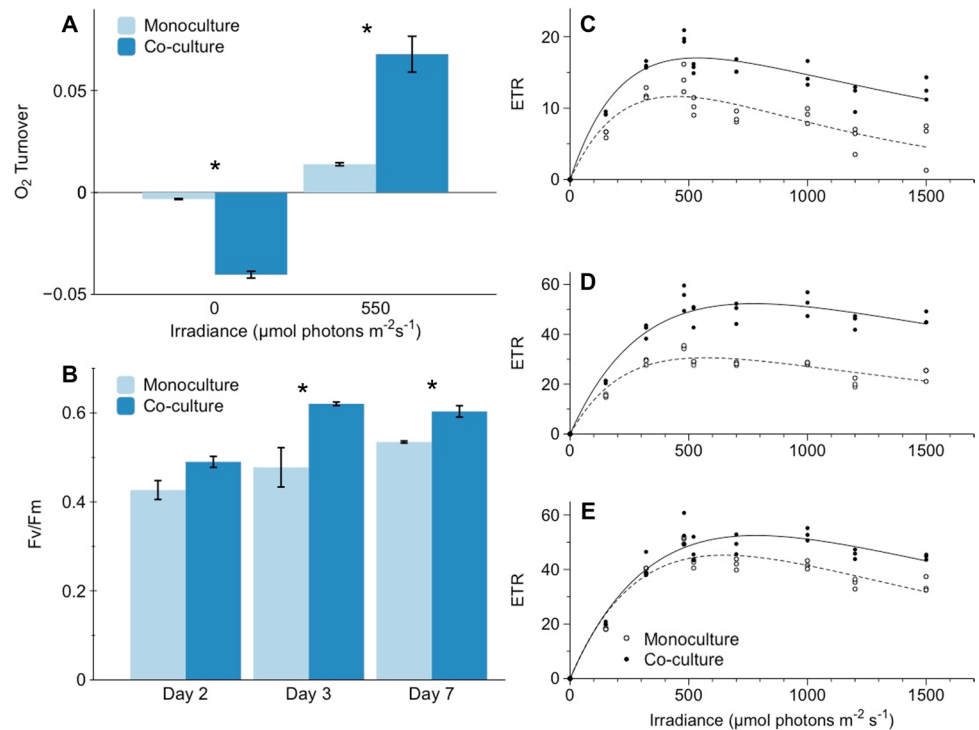 A
Monoculture
Co-culture
*
*
0.05
0
−0.05
O2 Turnover
0
550
Irradiance (µmol photons m-2s-1)
B
Monoculture
Co-culture
*
*
0.6
0.4
0.2
0
Fv/Fm
Day 2
Day 3
Day 7
C
20
10
0
ETR
0
500
1000
1500
D
60
40
20
0
ETR
0
500
1000
1500
E
60
40
20
0
ETR
Monoculture
Co-culture
0
500
1000
1500
Irradiance (µmol photons m-2 s-1)